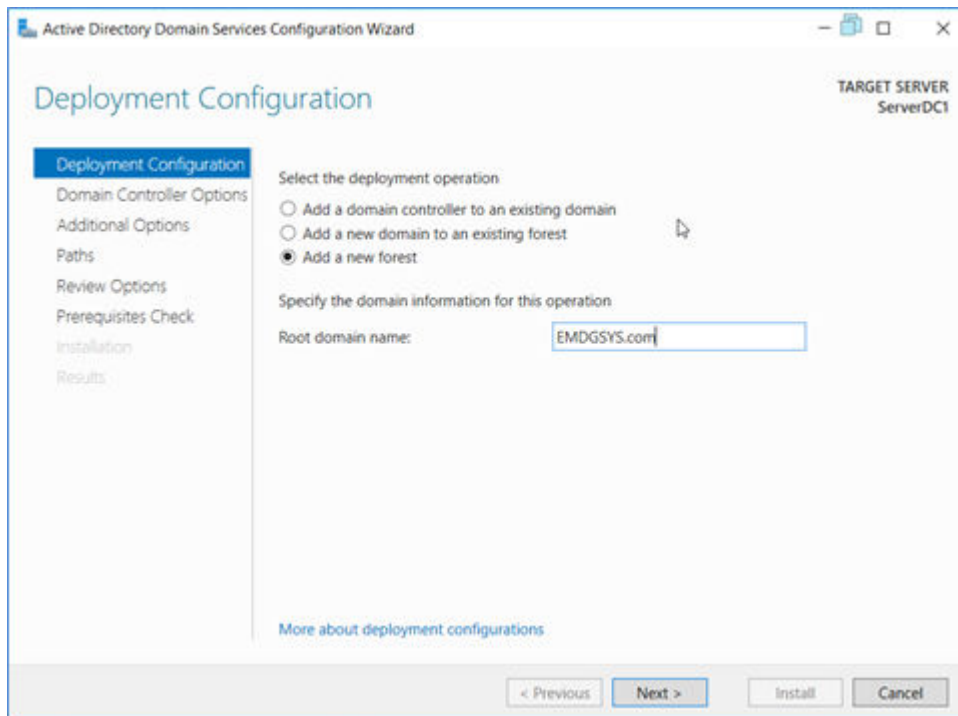 Active Directory Domain Services Configuration Wizard
Deployment Configuration
TARGET SERVER
ServerDC1
Deployment Configuration
Domain Controller Options
Additional Options
Paths
Review Options
Prerequisites Check
Installation
Results
Select the deployment operation
Add a domain controller to an existing domain
Add a new domain to an existing forest
Add a new forest
Specify the domain information for this operation
Root domain name: EMDGSYS.com
More about deployment configurations
< Previous Next > Install Cancel